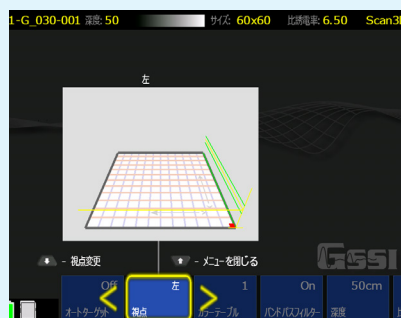 1-G_030-001 深度: 50 サイズ: 60x60 比誘電率: 6.50 Scan3
左
- 視点変更 - メニューを閉じる
GSSI
Off 左 1 On 50cm
オートターゲット 視点 カラーテーブル バンドパスフィルター 深度